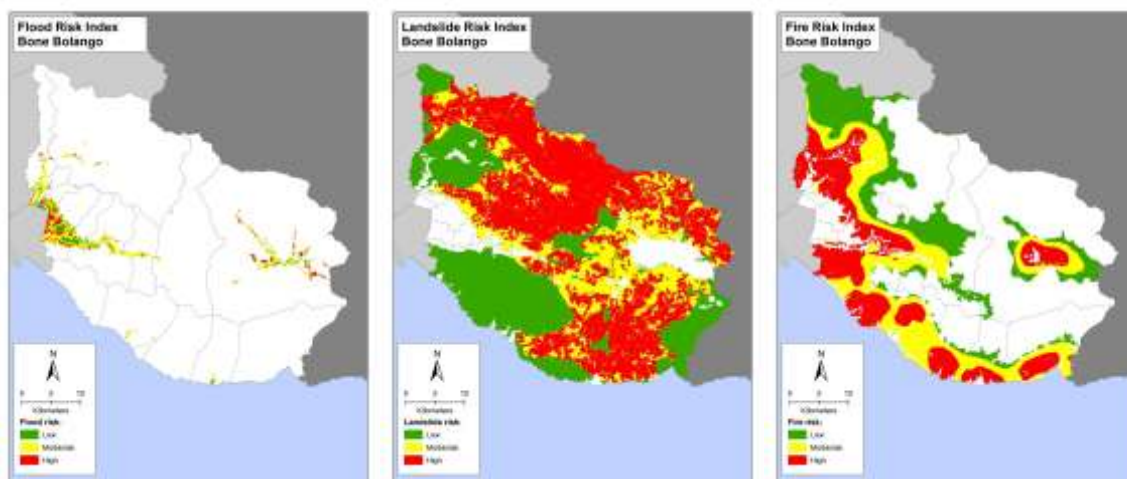 Flood Risk Index
Bone Bolango
N
Kilometers
Flood risk:
Low
Moderate
High
Landslide Risk Index
Bone Bolango
N
Kilometers
Landslide risk:
Low
Moderate
High
Fire Risk Index
Bone Bolango
N
Kilometers
Fire risk:
Low
Moderate
High